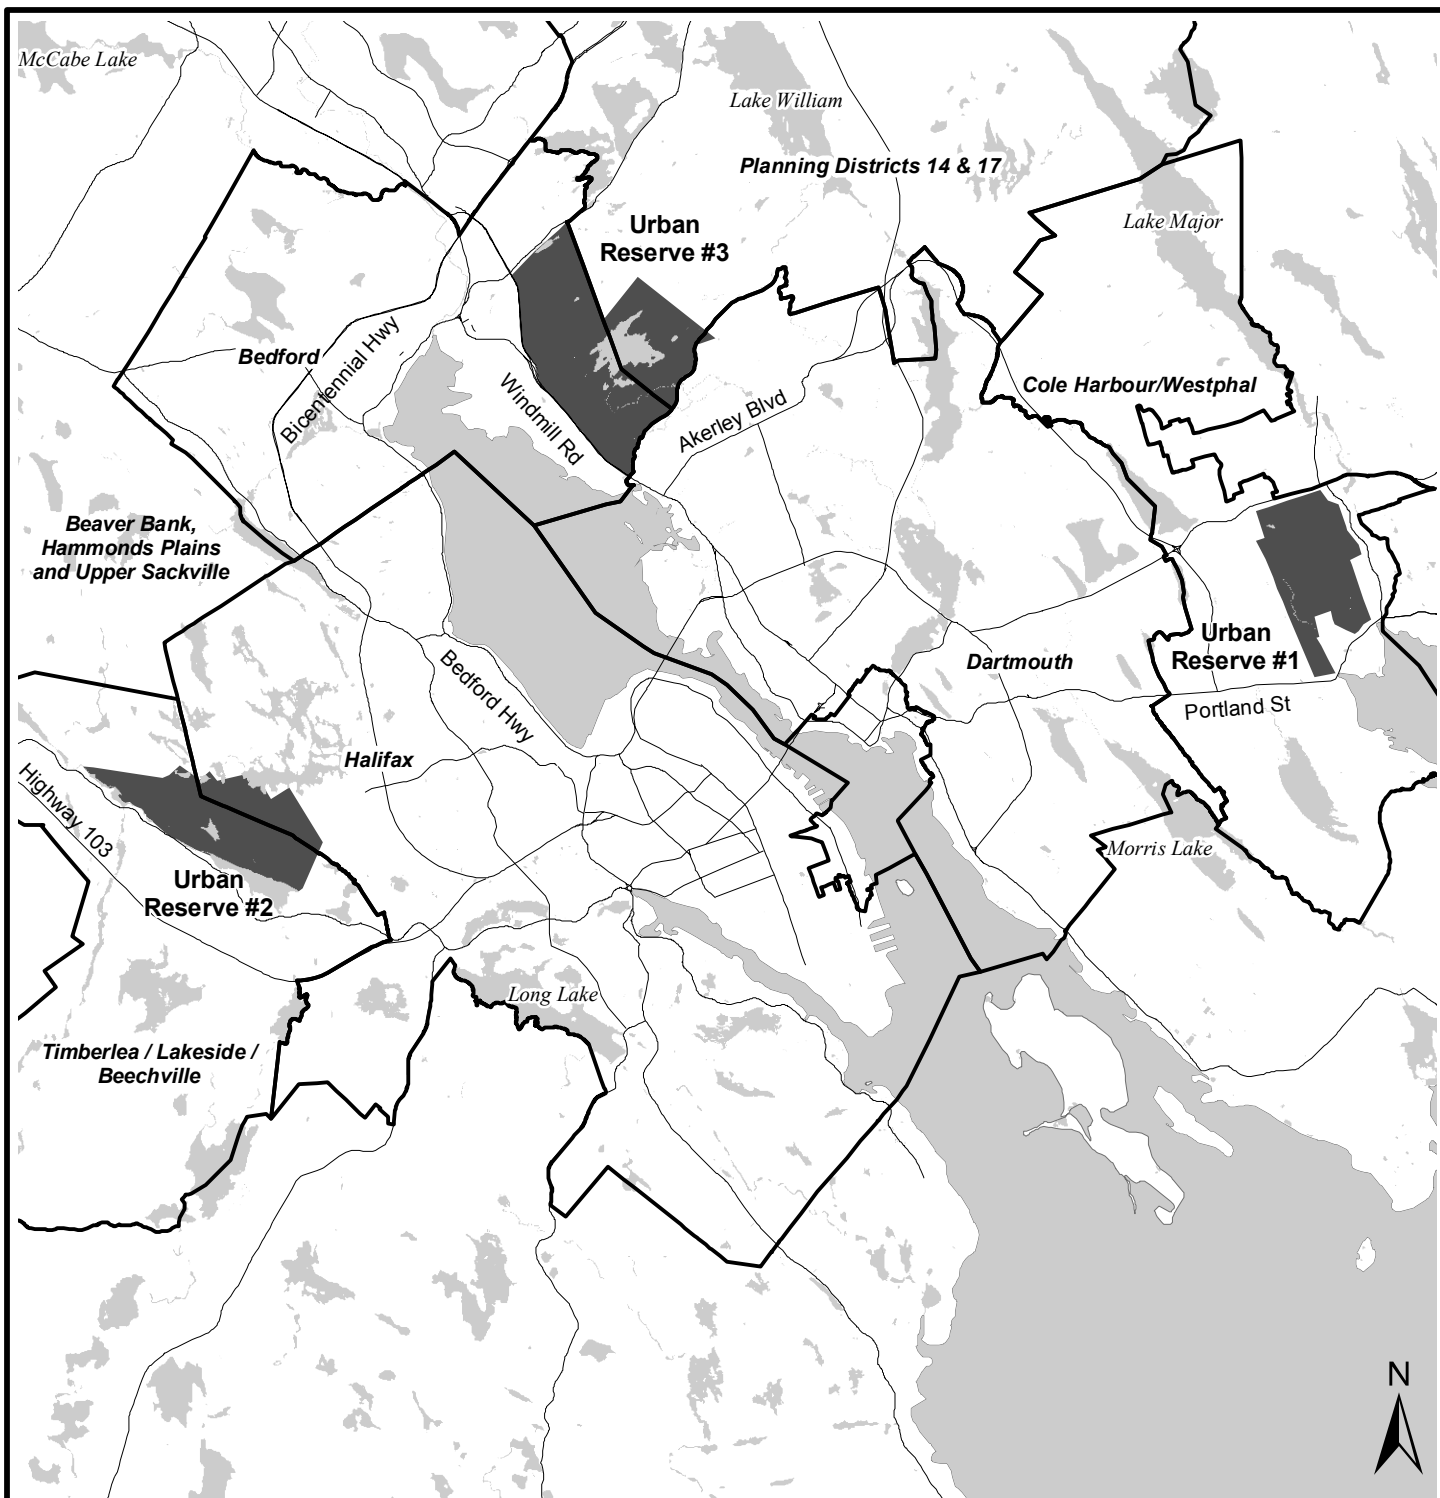 McCabe Lake
Lake William
Planning Districts 14 & 17
Urban
Reserve #3
Lake Major
Bicentennial Hwy
Bedford
Windmill Rd
Akerley Blvd
Cole Harbour/Westphal
Beaver Bank,
Hammonds Plains
and Upper Sackville
Urban
Reserve #1
Dartmouth
Bedford Hwy
Portland St
Halifax
Highway 103
Morris Lake
Urban
Reserve #2
Long Lake
Timberlea / Lakeside /
Beechville
N